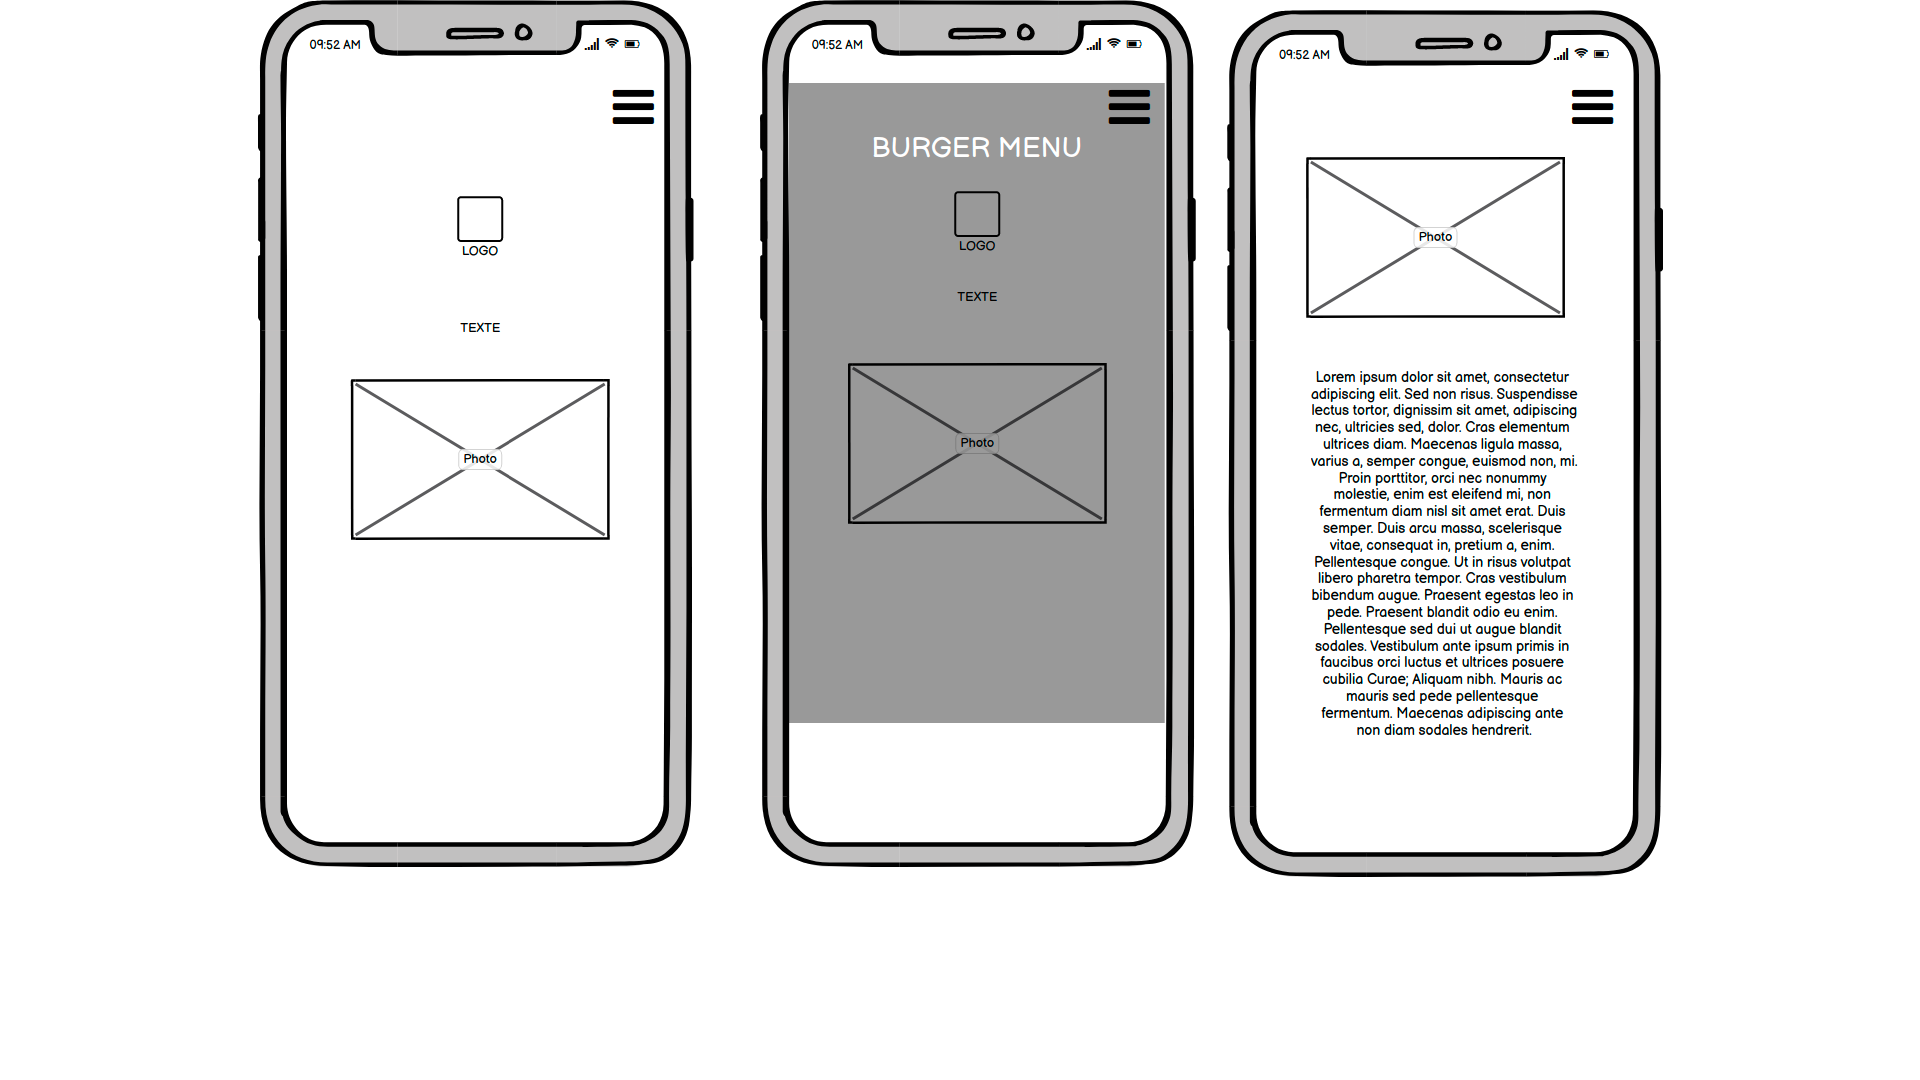 09:52 AM
LOGO
TEXTE
Photo
09:52 AM
BURGER MENU
LOGO
TEXTE
Photo
09:52 AM
Photo
Lorem ipsum dolor sit amet, consectetur
adipiscing elit. Sed non risus. Suspendisse
lectus tortor, dignissim sit amet, adipiscing
nec, ultricies sed, dolor. Cras elementum
ultrices diam. Maecenas ligula massa,
varius a, semper congue, euismod non, mi.
Proin porttitor, orci nec nonummy
molestie, enim est eleifend mi, non
fermentum diam nisl sit amet erat. Duis
semper. Duis arcu massa, scelerisque
vitae, consequat in, pretium a, enim.
Pellentesque congue. Ut in risus volutpat
libero pharetra tempor. Cras vestibulum
bibendum augue. Praesent egestas leo in
pede. Praesent blandit odio eu enim.
Pellentesque sed dui ut augue blandit
sodales. Vestibulum ante ipsum primis in
faucibus orci luctus et ultrices posuere
cubilia Curae; Aliquam nibh. Mauris ac
mauris sed pede pellentesque
fermentum. Maecenas adipiscing ante
non diam sodales hendrerit.